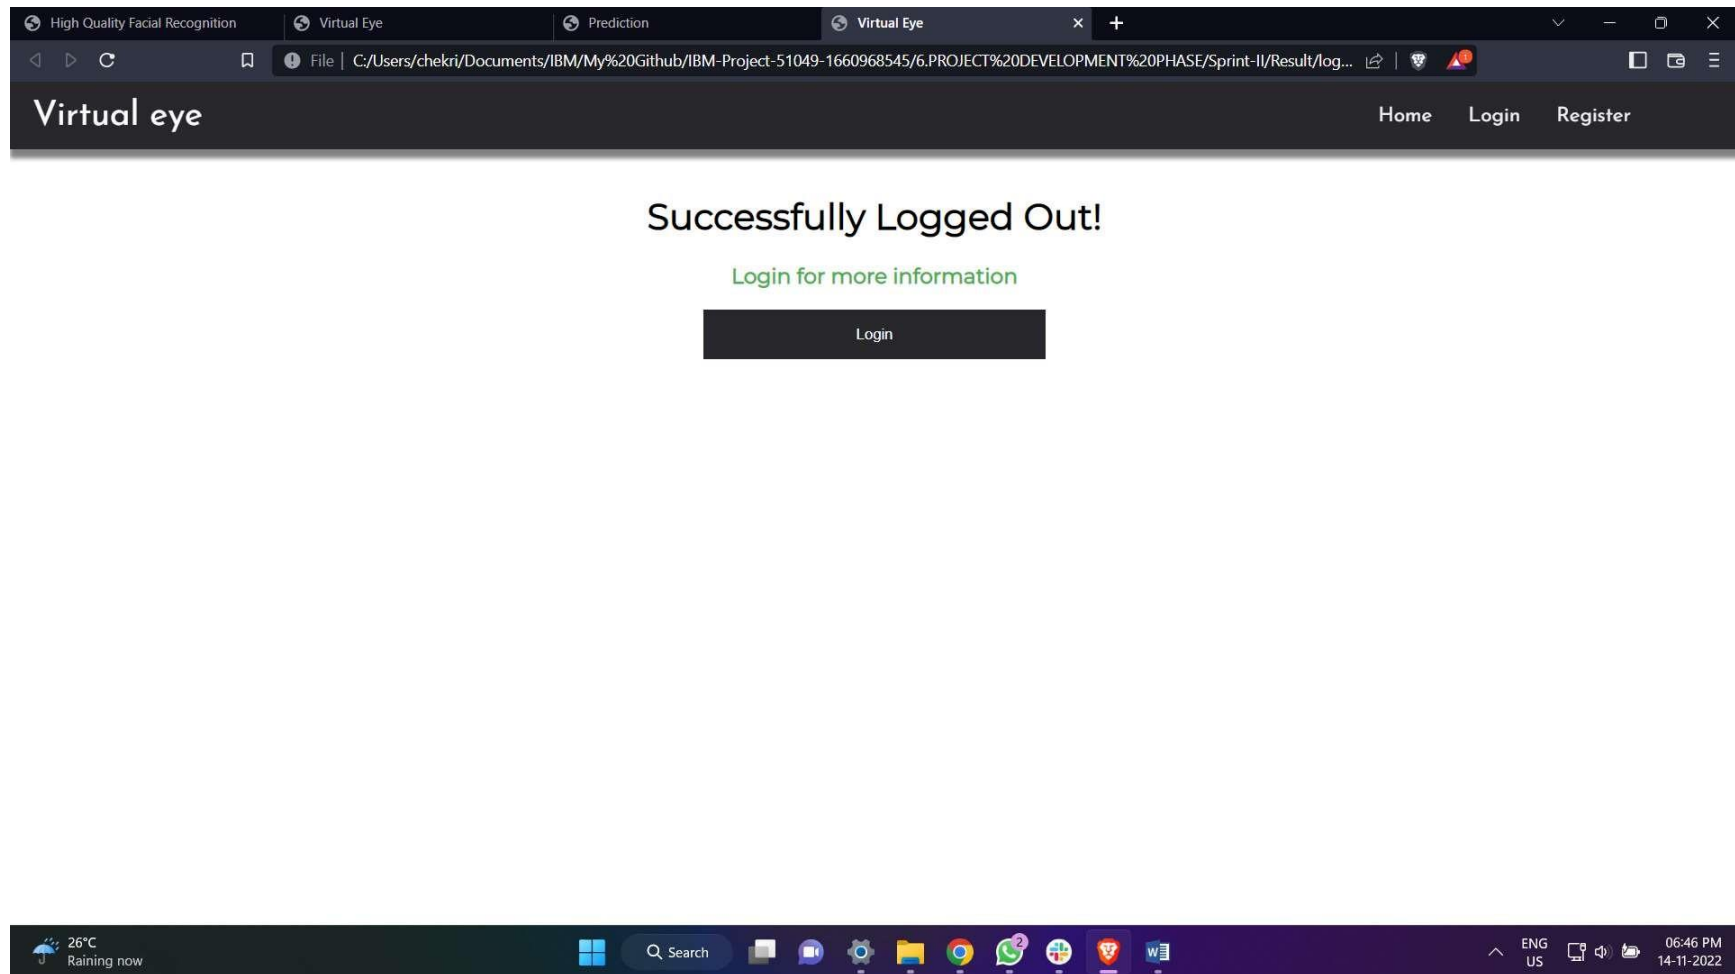 High Quality Facial Recognition
Virtual Eye
Prediction
Virtual Eye
File | C:/Users/chekri/Documents/IBM/My%20Github/IBM-Project-51049-1660968545/6.PROJECT%20DEVELOPMENT%20PHASE/Sprint-II/Result/log...
Virtual eye
Home Login Register
Successfully Logged Out!
Login for more information
Login
26°C
Raining now
Search
2
ENG
US
06:46 PM
14-11-2022